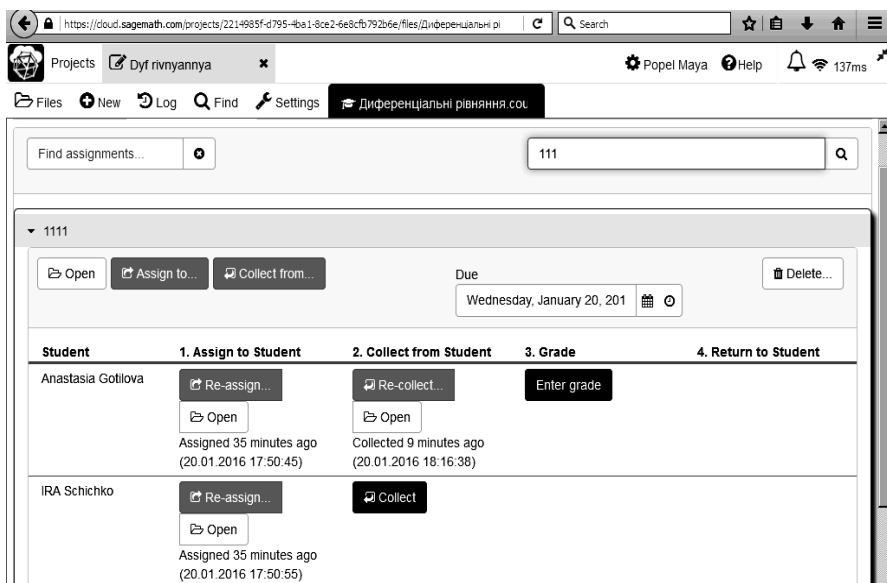 https://cloud.sagemath.com/projects/2214985f-d795-4ba1-8ce2-6e8cfb792b6e/files/Диференціальні рі
Search
Projects Dyf rivnyannya Popel Maya Help 137ms
Files New Log Find Settings Диференціальні рівняння.cou
Find assignments... 111
1111
Open Assign to... Collect from... Due Delete...
Wednesday, January 20, 201
Student 1. Assign to Student 2. Collect from Student 3. Grade 4. Return to Student
Anastasia Gotilova Re-assign... Re-collect... Enter grade
Open Open
Assigned 35 minutes ago Collected 9 minutes ago
(20.01.2016 17:50:45) (20.01.2016 18:16:38)
IRA Schichko Re-assign... Collect
Open
Assigned 35 minutes ago
(20.01.2016 17:50:55)